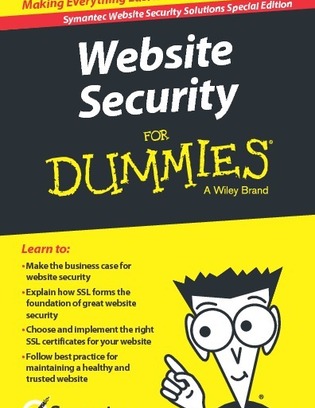 Making Everything
Symantec Website Security Solutions Special Edition
Website
Security
FOR
DUMMIES®
A Wiley Brand
Learn to:
• Make the business case for
website security
• Explain how SSL forms the
foundation of great website
security
• Choose and implement the right
SSL certificates for your website
• Follow best practice for
maintaining a healthy and
trusted website